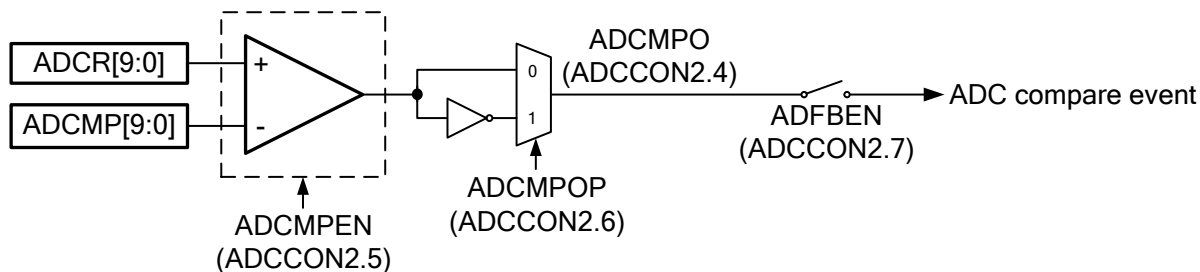 ADCR[9:0]
ADCMP[9:0]
+
-
ADCMPEN
(ADCCON2.5)
0
1
ADCMPOP
(ADCCON2.6)
ADCMPO
(ADCCON2.4)
ADFBEN
(ADCCON2.7)
ADC compare event